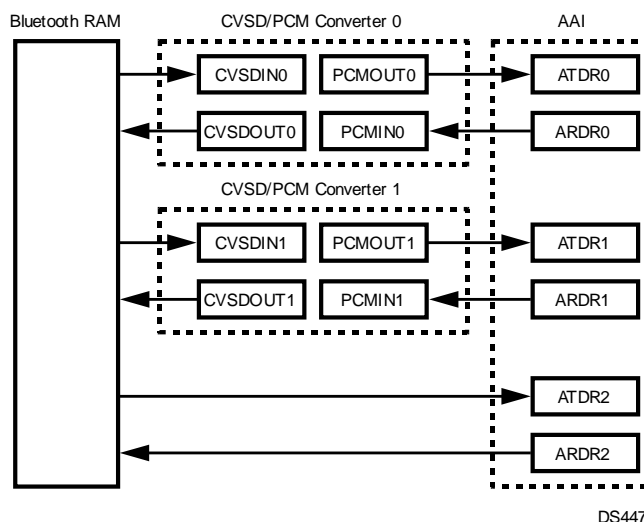 Bluetooth RAM
CVSD/PCM Converter 0
AAI
CVSDIN0
PCMOUT0
ATDR0
CVSDOUT0
PCMIN0
ARDR0
CVSD/PCM Converter 1
CVSDIN1
PCMOUT1
ATDR1
CVSDOUT1
PCMIN1
ARDR1
ATDR2
ARDR2
DS447